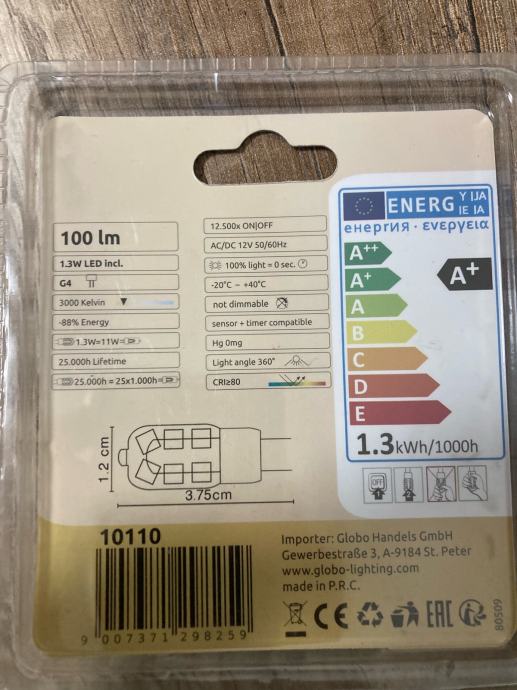 100 lm
1.3W LED incl.
G4
3000 Kelvin
-88% Energy
1.3W=11W=
25.000h Lifetime
25.000h = 25x1.000h=
12.500x ON|OFF
AC/DC 12V 50/60Hz
100% light = 0 sec.
-20°C – +40°C
not dimmable
sensor + timer compatible
Hg 0mg
Light angle 360°
CRI≥80
ENERG Y IJA
IE IA
енергия · ενεργεια
A++
A+
A+
A
B
C
D
E
1.3kWh/1000h
OFF
1.2 cm
3.75cm
10110
9 007371 298259
Importer: Globo Handels GmbH
Gewerbestraße 3, A-9184 St. Peter
www.globo-lighting.com
made in P.R.C.
CE EAC
80509